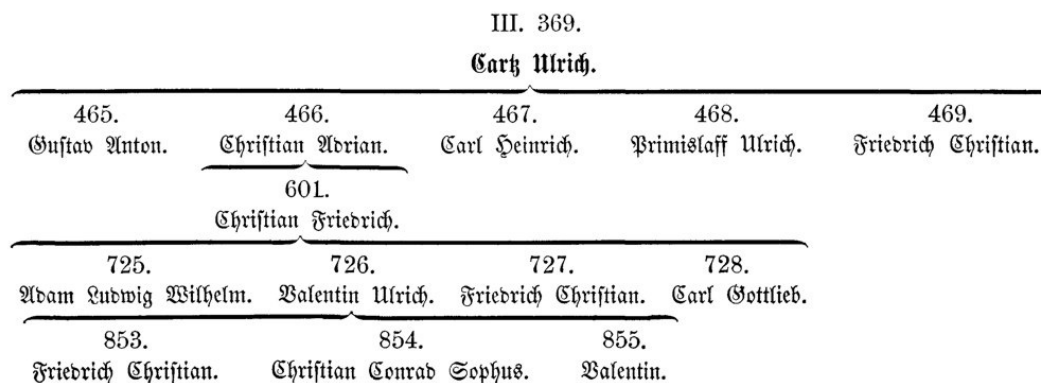 III. 369.
Cartz Ulrich.
465. 466. 467. 468. 469.
Gustav Anton. Christian Adrian. Carl Heinrich. Primislaff Ulrich. Friedrich Christian.
601.
Christian Friedrich.
725. 726. 727. 728.
Adam Ludwig Wilhelm. Valentin Ulrich. Friedrich Christian. Carl Gottlieb.
853. 854. 855.
Friedrich Christian. Christian Conrad Sophus. Valentin.